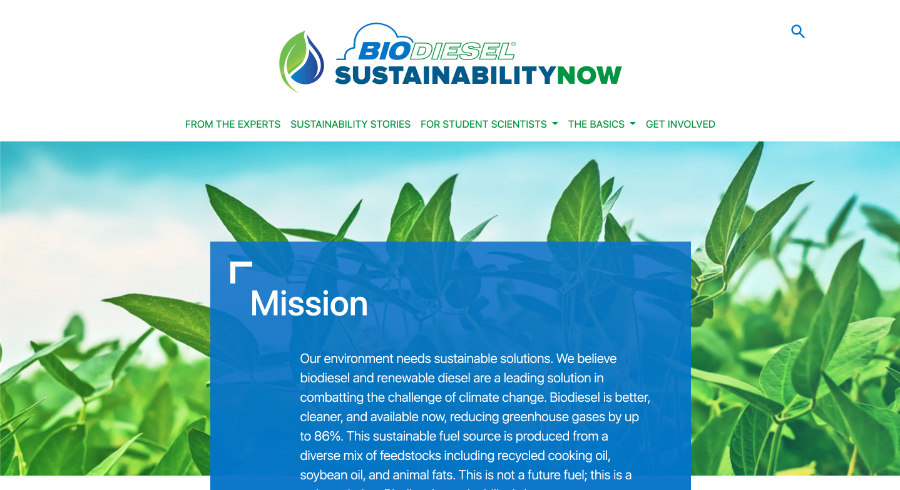 BIODIESEL
SUSTAINABILITYNOW
FROM THE EXPERTS SUSTAINABILITY STORIES FOR STUDENT SCIENTISTS THE BASICS GET INVOLVED
Mission
Our environment needs sustainable solutions. We believe
biodiesel and renewable diesel are a leading solution in
combatting the challenge of climate change. Biodiesel is better,
cleaner, and available now, reducing greenhouse gases by up
to 86%. This sustainable fuel source is produced from a
diverse mix of feedstocks including recycled cooking oil,
soybean oil, and animal fats. This is not a future fuel; this is a